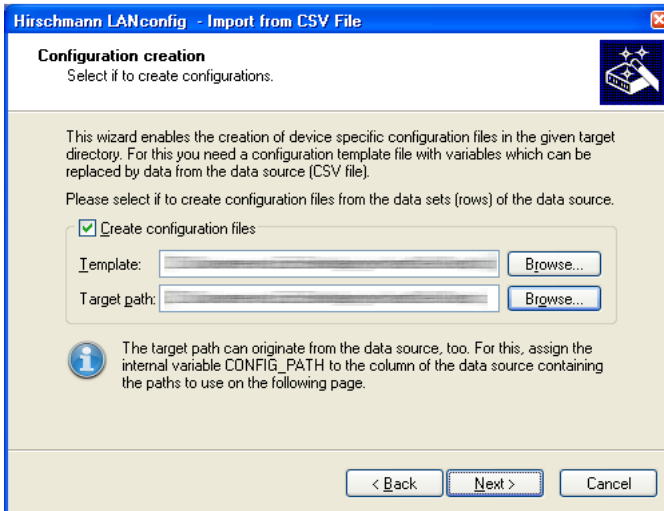 Hirschmann LANconfig - Import from CSV File
Configuration creation
Select if to create configurations.
This wizard enables the creation of device specific configuration files in the given target
directory. For this you need a configuration template file with variables which can be
replaced by data from the data source (CSV file).
Please select if to create configuration files from the data sets (rows) of the data source.
Create configuration files
Template:
Browse...
Target path:
Browse...
The target path can originate from the data source, too. For this, assign the
internal variable CONFIG_PATH to the column of the data source containing
the paths to use on the following page.
< Back
Next >
Cancel